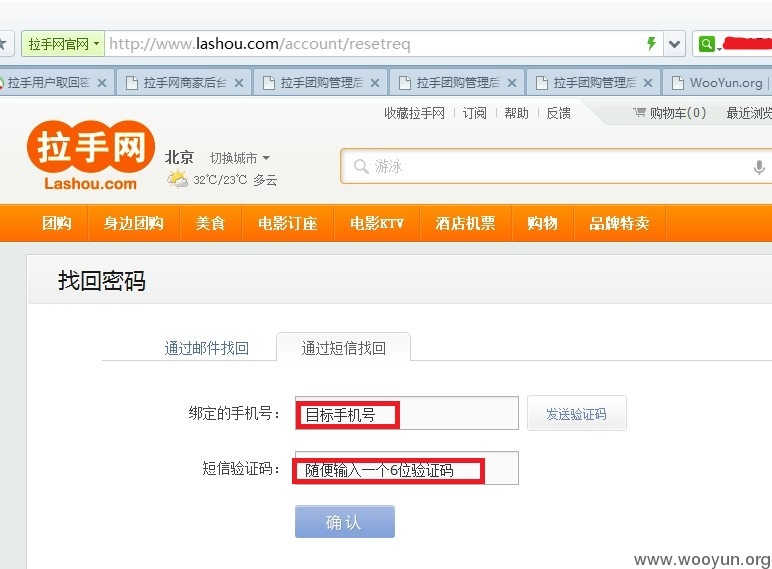 拉手网官网 http://www.lashou.com/account/resetreq
拉手网用户取回密 拉手网商家后台 拉手团购管理后 拉手团购管理后 拉手团购管理后 WooYun.org
收藏拉手网 订阅 帮助 反馈 购物车(0) 最近浏览
拉手网
Lashou.com
北京 切换城市
32℃/23℃ 多云
游泳
团购 身边团购 美食 电影订座 电影KTV 酒店机票 购物 品牌特卖
找回密码
通过邮件找回 通过短信找回
绑定的手机号: 目标手机号 发送验证码
短信验证码: 随便输入一个6位验证码
确认
www.wooyun.org